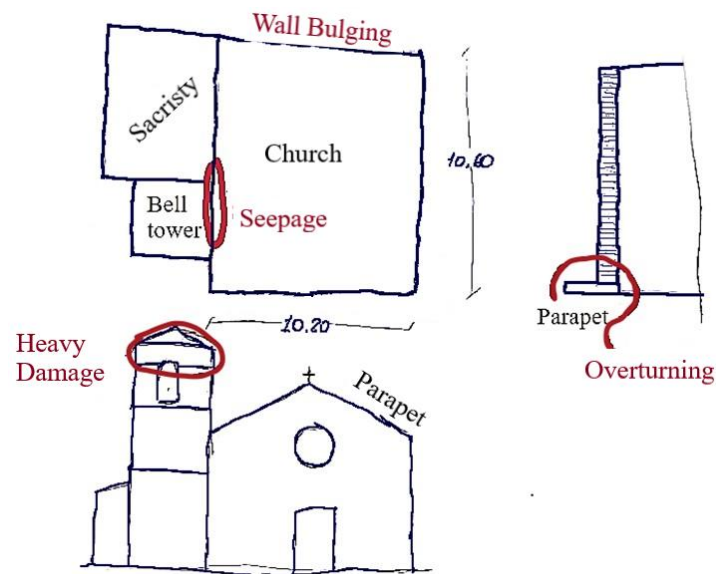 Wall Bulging
Sacristy
Church
10,60
Bell
tower
Seepage
10.20
Heavy
Damage
Parapet
Parapet
Overturning